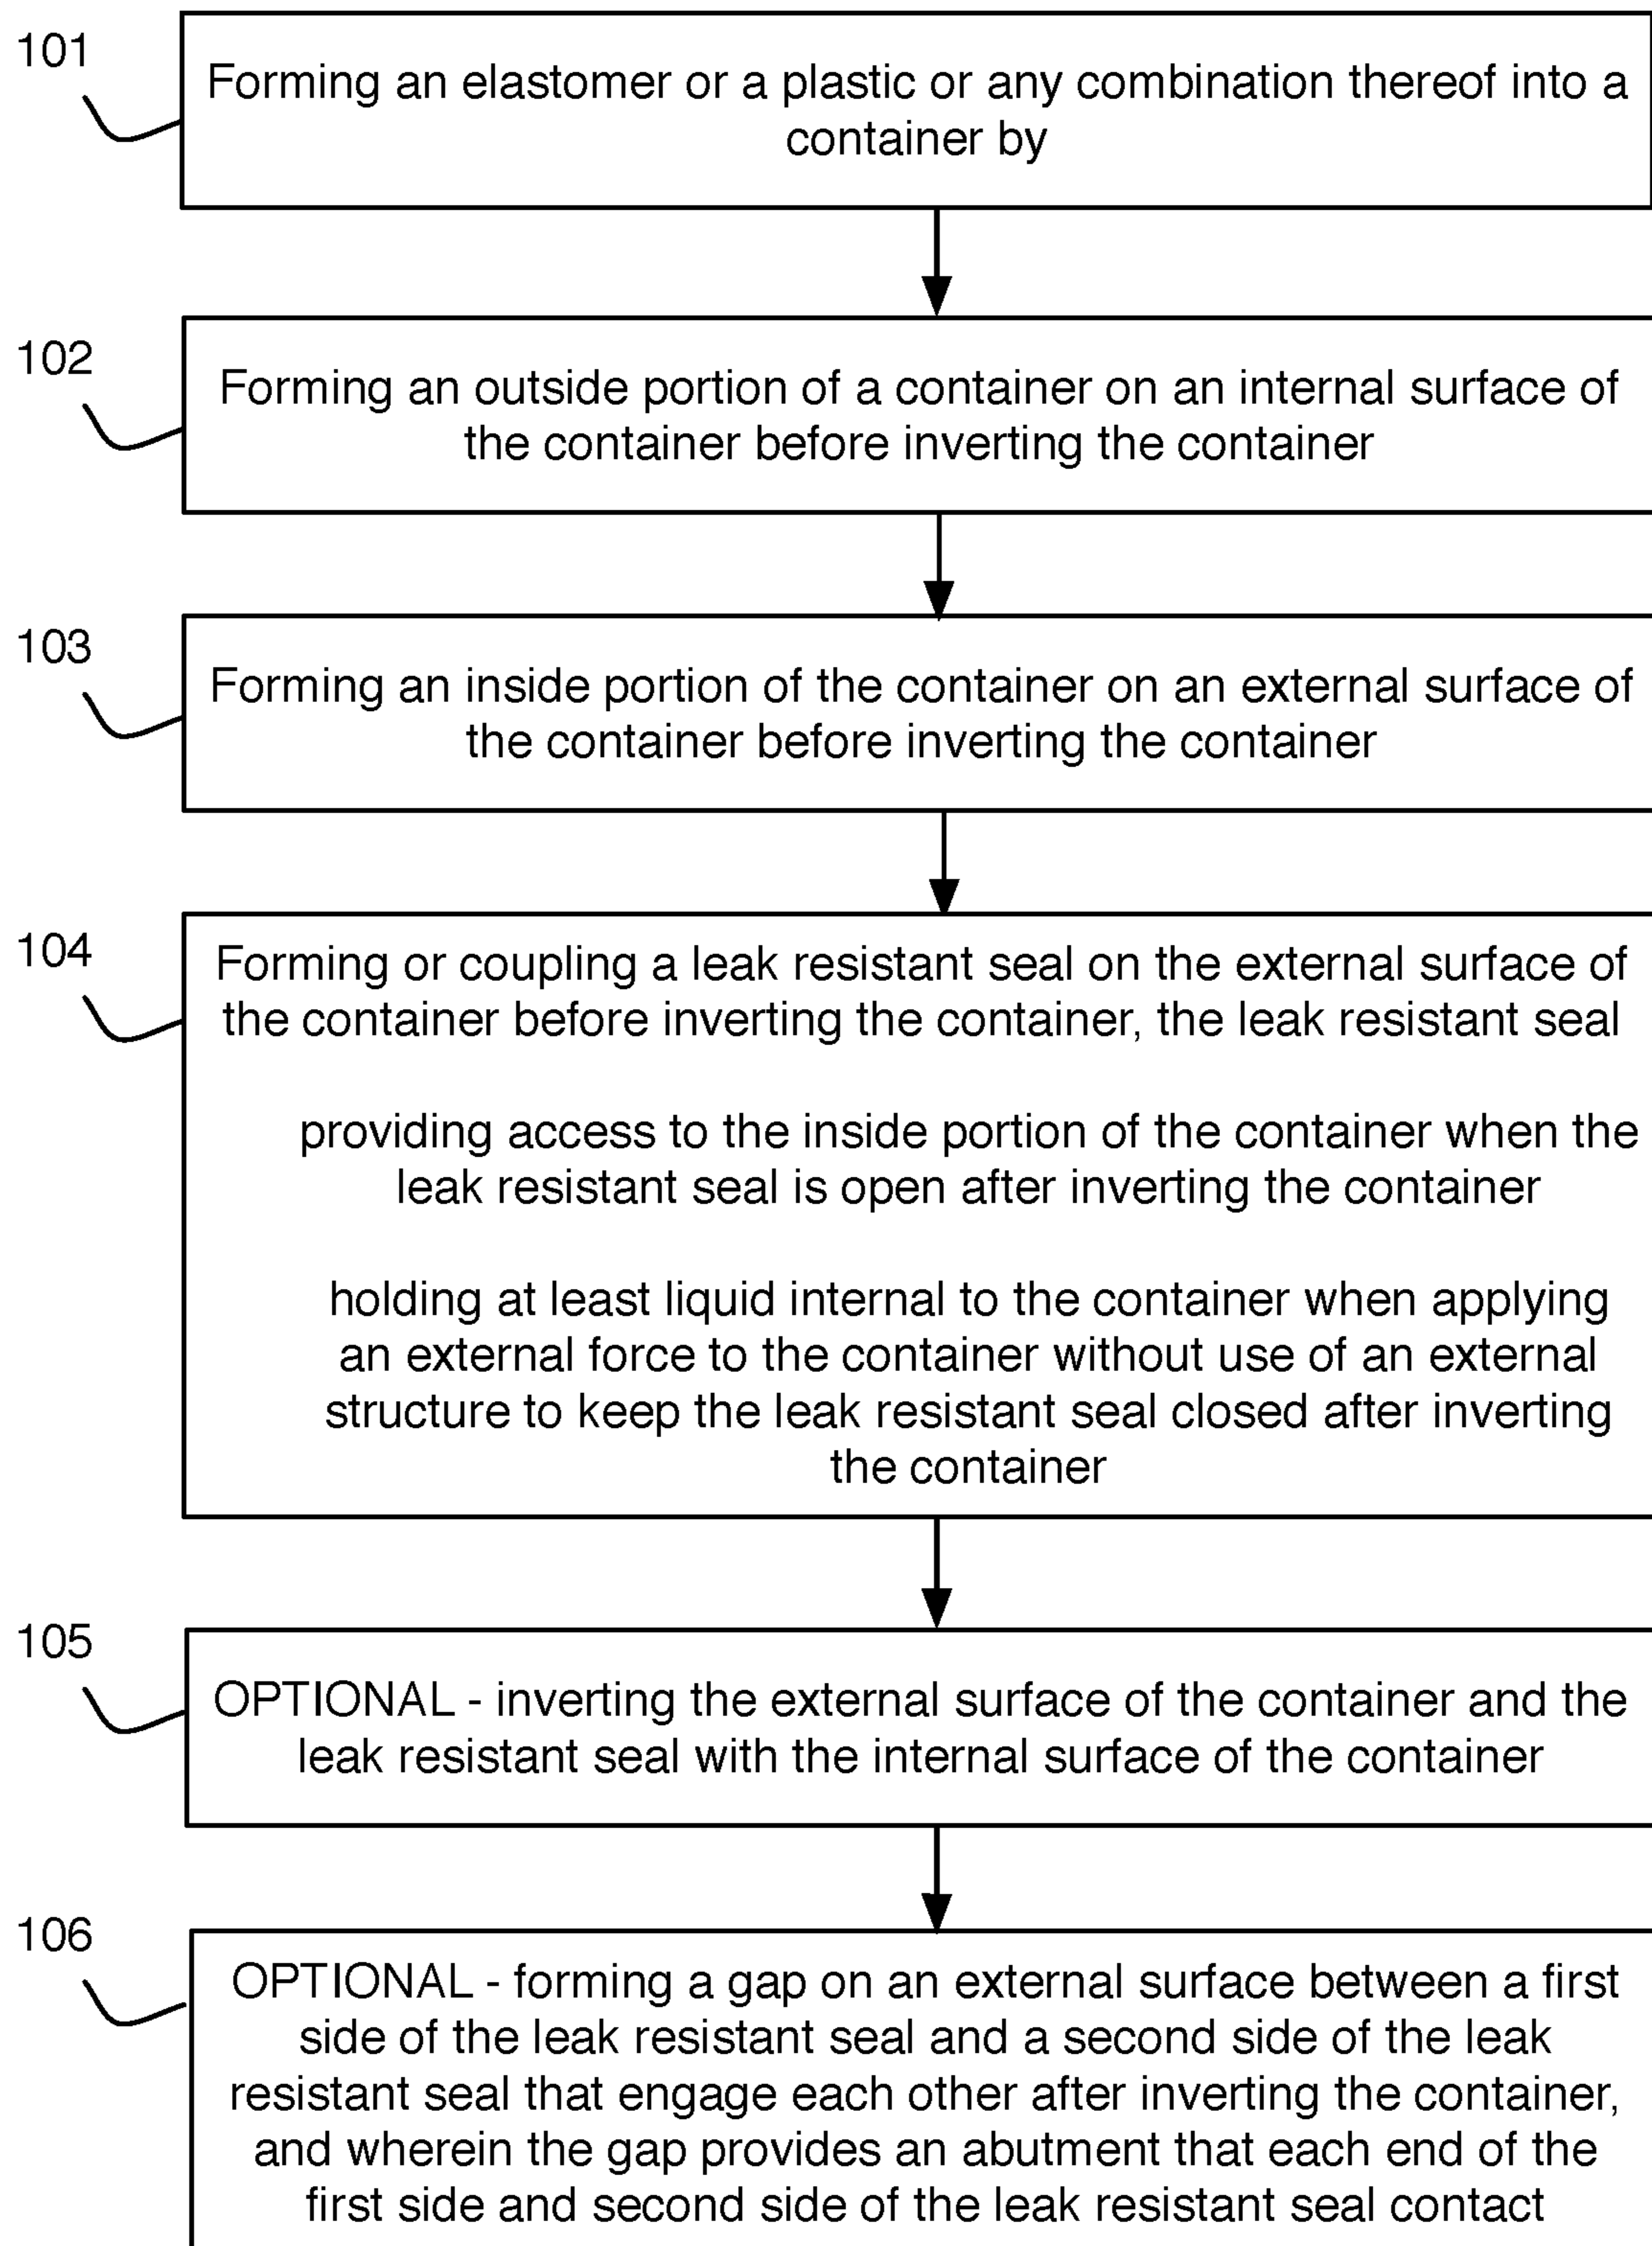 101
Forming an elastomer or a plastic or any combination thereof into a
container by
102
Forming an outside portion of a container on an internal surface of
the container before inverting the container
103
Forming an inside portion of the container on an external surface of
the container before inverting the container
104
Forming or coupling a leak resistant seal on the external surface of
the container before inverting the container, the leak resistant seal
providing access to the inside portion of the container when the
leak resistant seal is open after inverting the container
holding at least liquid internal to the container when applying
an external force to the container without use of an external
structure to keep the leak resistant seal closed after inverting
the container
105
OPTIONAL - inverting the external surface of the container and the
leak resistant seal with the internal surface of the container
106
OPTIONAL - forming a gap on an external surface between a first
side of the leak resistant seal and a second side of the leak
resistant seal that engage each other after inverting the container,
and wherein the gap provides an abutment that each end of the
first side and second side of the leak resistant seal contact